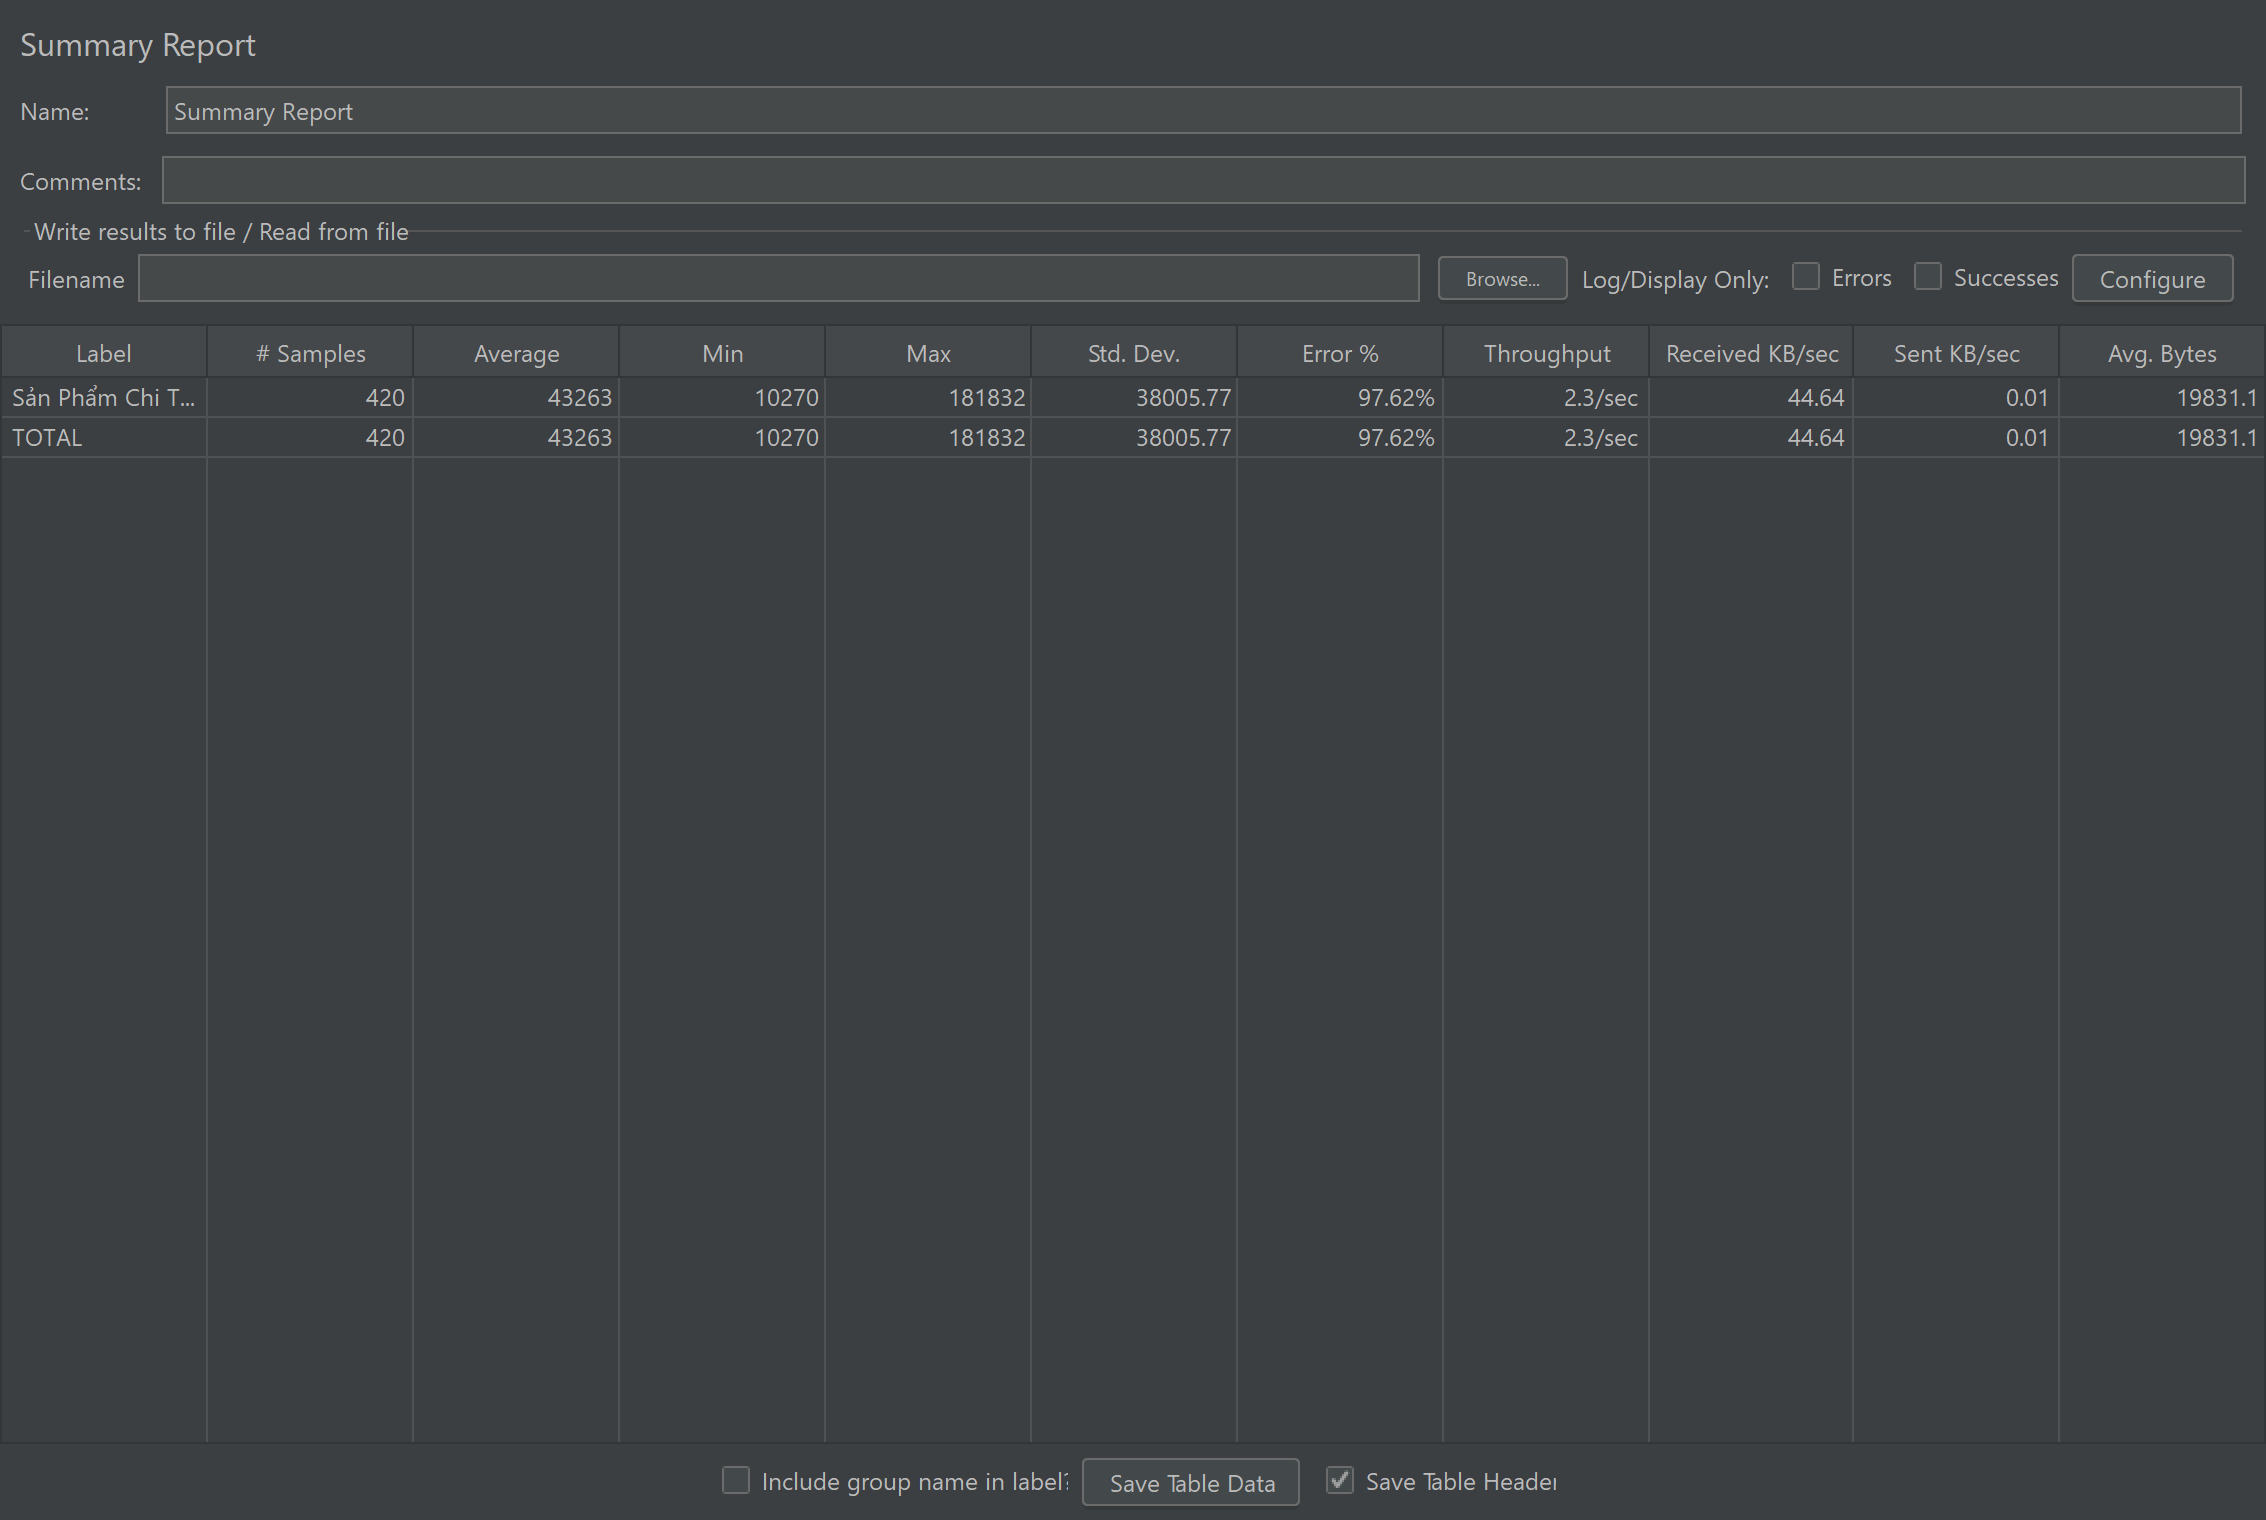 Summary Report
Name: Summary Report
Comments:
Write results to file / Read from file
Filename Browse... Log/Display Only: Errors Successes Configure
Label # Samples Average Min Max Std. Dev. Error % Throughput Received KB/sec Sent KB/sec Avg. Bytes
Sản Phẩm Chi T... 420 43263 10270 181832 38005.77 97.62% 2.3/sec 44.64 0.01 19831.1
TOTAL 420 43263 10270 181832 38005.77 97.62% 2.3/sec 44.64 0.01 19831.1
Include group name in label? Save Table Data Save Table Header